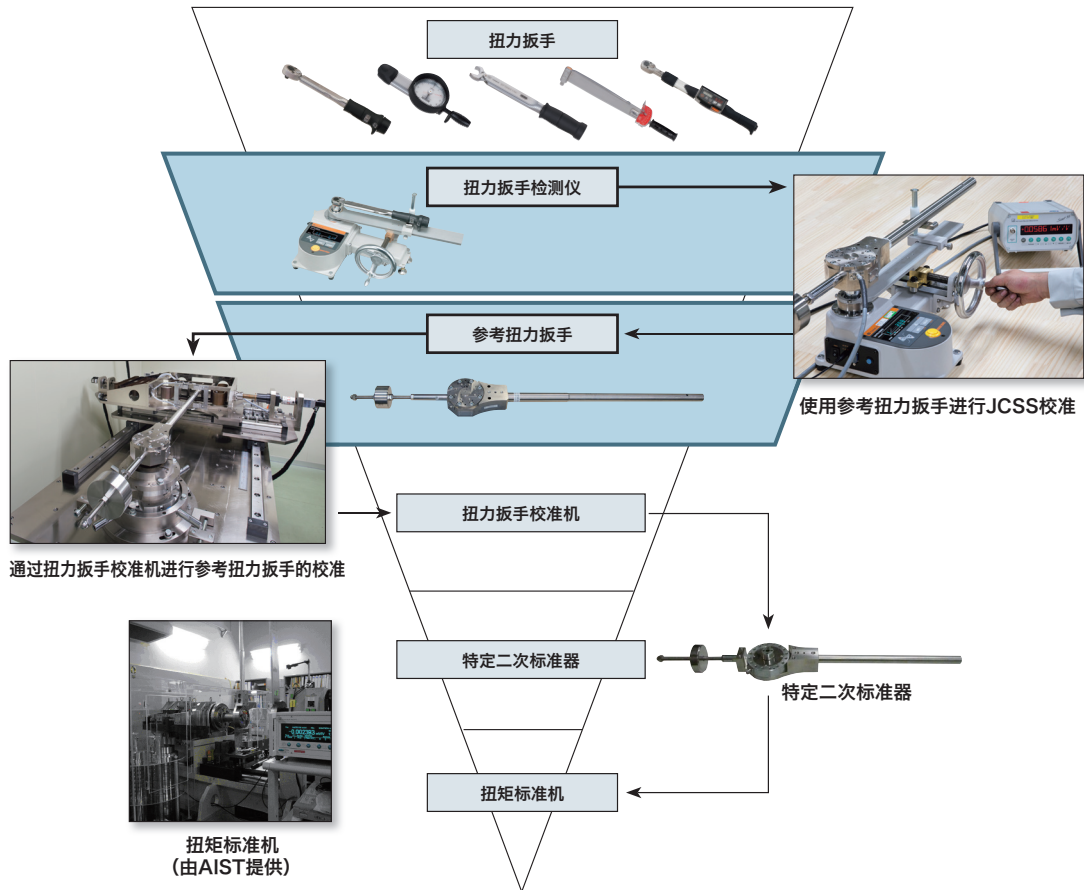 扭力扳手
扭力扳手检测仪
参考扭力扳手
使用参考扭力扳手进行JCSS校准
扭力扳手校准机
通过扭力扳手校准机进行参考扭力扳手的校准
特定二次标准器
特定二次标准器
扭矩标准机
扭矩标准机
（由AIST提供）